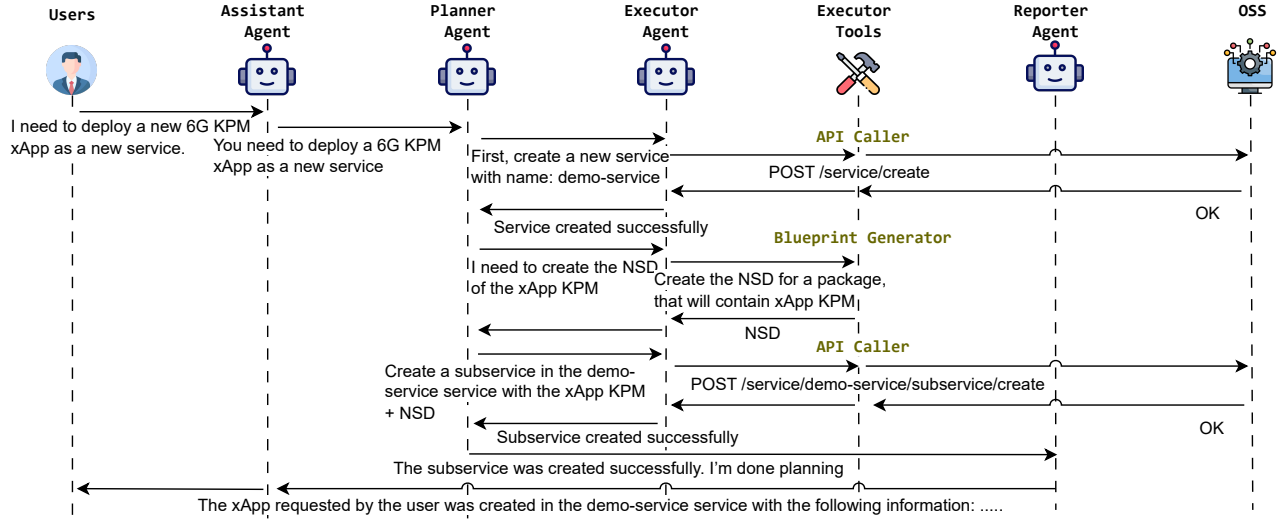 Users
Assistant
Agent
Planner
Agent
Executor
Agent
Executor
Tools
Reporter
Agent
OSS
I need to deploy a new 6G KPM
xApp as a new service.
You need to deploy a 6G KPM
xApp as a new service
First, create a new service
with name: demo-service
API Caller
POST /service/create
OK
Service created successfully
Blueprint Generator
I need to create the NSD
of the xApp KPM
Create the NSD for a package,
that will contain xApp KPM
NSD
API Caller
Create a subservice in the demo-
service service with the xApp KPM
+ NSD
POST /service/demo-service/subservice/create
OK
Subservice created successfully
The subservice was created successfully. I'm done planning
The xApp requested by the user was created in the demo-service service with the following information: .....